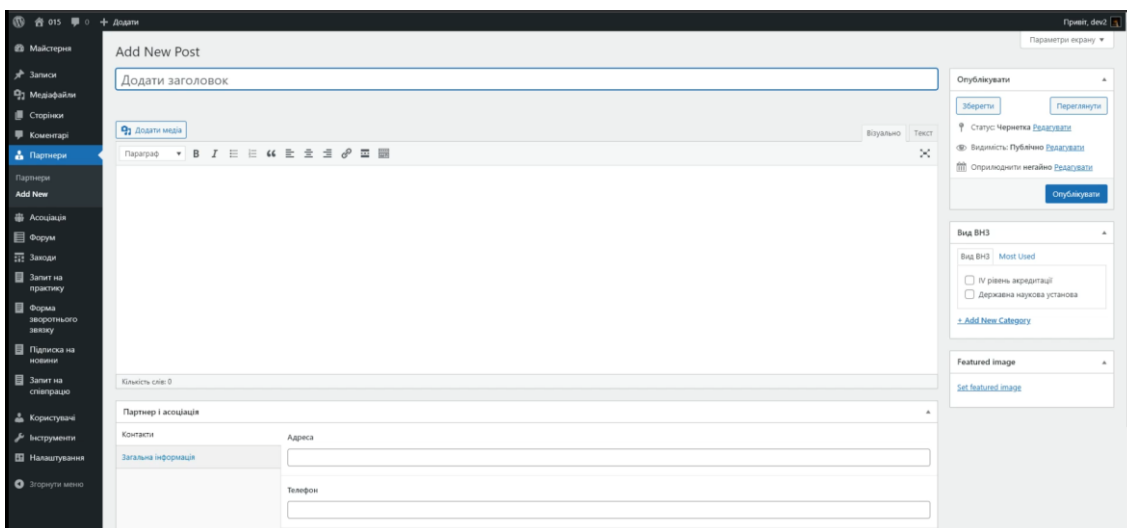 015 0 + Додати
Привіт, dev2
Майстерня
Записи
Медіафайли
Сторінки
Коментарі
Партнери
Партнери
Add New
Асоціація
Форум
Заходи
Запит на
практику
Форма
зворотнього
звязку
Підписка на
новини
Запит на
співпрацю
Користувачі
Інструменти
Налаштування
Згорнути меню
Параметри екрану
Add New Post
Додати заголовок
Додати медіа
Візуально Текст
Параграф
Кількість слів: 0
Партнер і асоціація
Контакти
Загальна інформація
Адреса
Телефон
Опублікувати
Зберегти Переглянути
Статус: Чернетка Редагувати
Видимість: Публічно Редагувати
Оприлюднити негайно Редагувати
Опублікувати
Вид ВНЗ
Вид ВНЗ Most Used
IV рівень акредитації
Державна наукова установа
+ Add New Category
Featured image
Set featured image